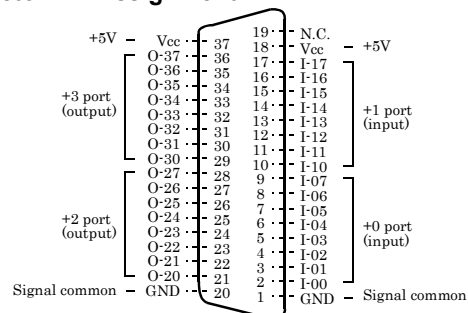 +5V – Vcc 37
O-37 36
O-36 35
O-35 34
+3 port
(output)
O-34 33
O-33 32
O-32 31
O-31 30
O-30 29
O-27 28
O-26 27
O-25 26
+2 port
(output)
O-24 25
O-23 24
O-22 23
O-21 22
O-20 21
Signal common – GND 20
19 N.C.
18 Vcc – +5V
17 I-17
16 I-16
15 I-15
14 I-14
+1 port
(input)
13 I-13
12 I-12
11 I-11
10 I-10
9 I-07
8 I-06
7 I-05
6 I-04
+0 port
(input)
5 I-03
4 I-02
3 I-01
2 I-00
1 GND – Signal common